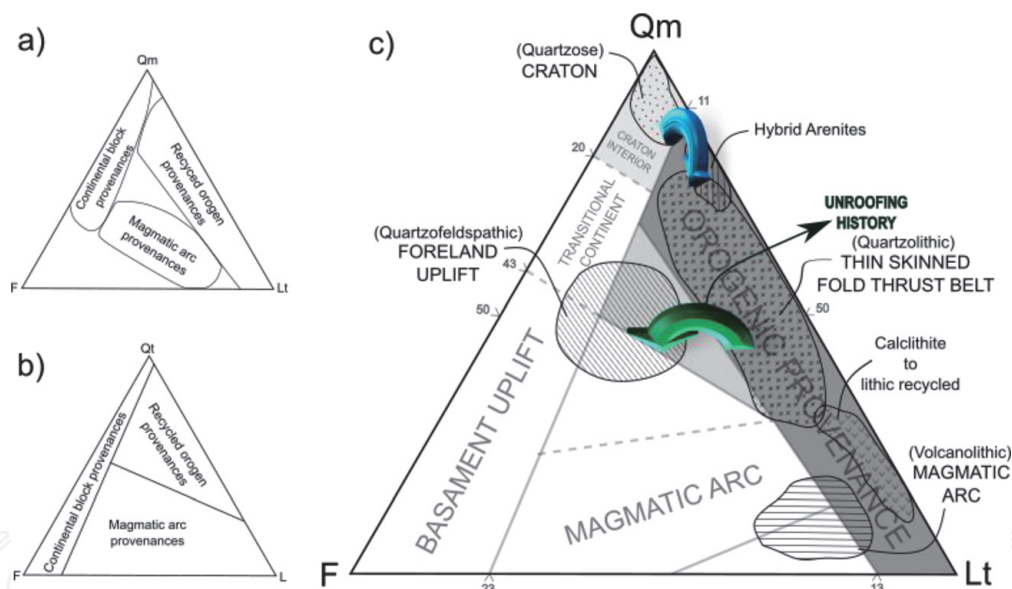 a)
Qm
Continental block
provenances
Recyced orogen
provenances
Magmatic arc
provenances
F
Lt
b)
Qt
Continental block provenances
Recycled orogen
provenances
Magmatic arc
provenances
F
L
c)
Qm
(Quartzose)
CRATON
11
Hybrid Arenites
20
CRATON
INTERIOR
TRANSITIONAL
CONTINENT
UNROOFING
HISTORY
(Quartzofeldspathic)
FORELAND
UPLIFT
(Quartzolithic)
THIN SKINNED
FOLD THRUST BELT
43
50
50
OROGENIC PROVENANCE
Calclithite
to
lithic recycled
BASAMENT UPLIFT
MAGMATIC ARC
(Volcanolithic)
MAGMATIC
ARC
F
Lt
23
13